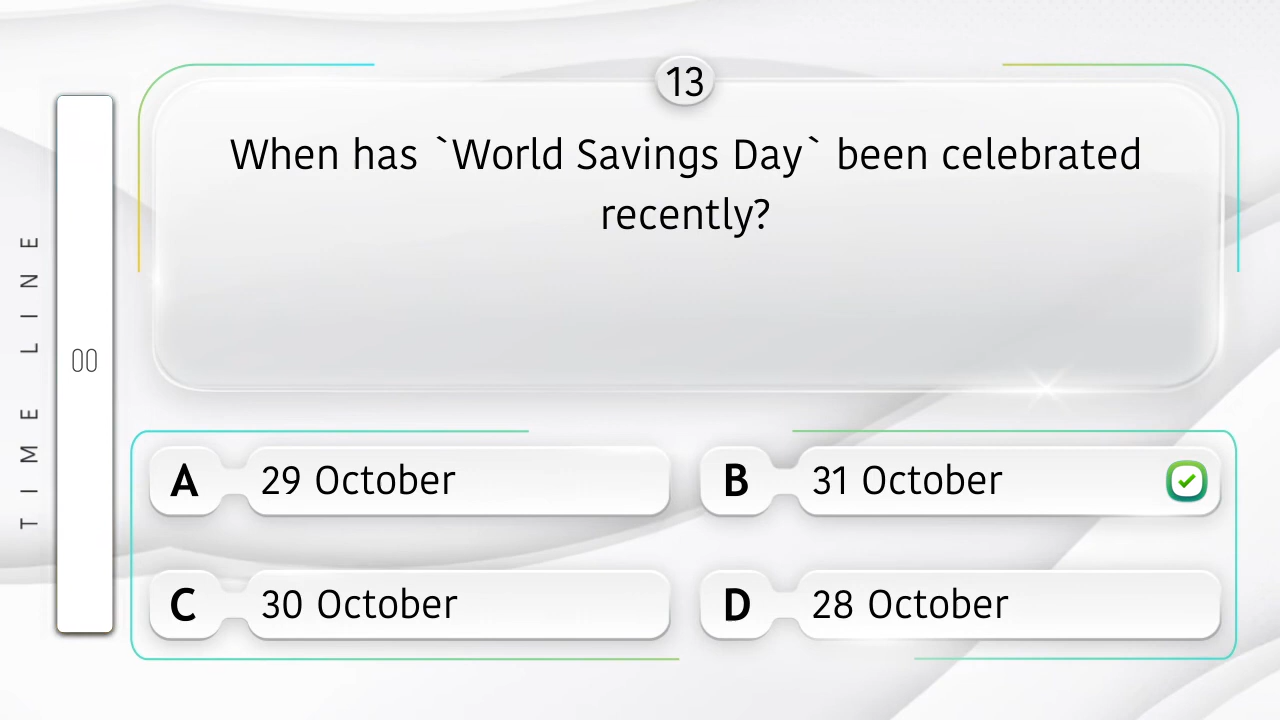 13
When has `World Savings Day` been celebrated
recently?
TIME LINE
00
A 29 October
B 31 October
C 30 October
D 28 October